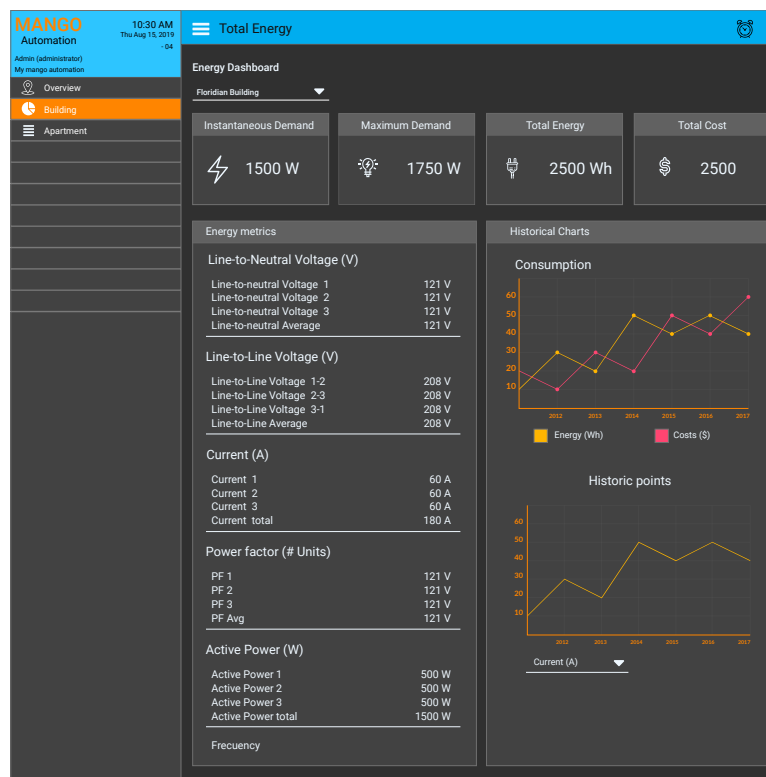 MANGO
Automation
10:30 AM
Thu Aug 15, 2019
- 04
Admin (administrator)
My mango automation
Overview
Building
Apartment
Total Energy
Energy Dashboard
Floridian Building
Instantaneous Demand
1500 W
Maximum Demand
1750 W
Total Energy
2500 Wh
Total Cost
2500
Energy metrics
Line-to-Neutral Voltage (V)
Line-to-neutral Voltage 1 121 V
Line-to-neutral Voltage 2 121 V
Line-to-neutral Voltage 3 121 V
Line-to-neutral Average 121 V
Line-to-Line Voltage (V)
Line-to-Line Voltage 1-2 208 V
Line-to-Line Voltage 2-3 208 V
Line-to-Line Voltage 3-1 208 V
Line-to-Line Average 208 V
Current (A)
Current 1 60 A
Current 2 60 A
Current 3 60 A
Current total 180 A
Power factor (# Units)
PF 1 121 V
PF 2 121 V
PF 3 121 V
PF Avg 121 V
Active Power (W)
Active Power 1 500 W
Active Power 2 500 W
Active Power 3 500 W
Active Power total 1500 W
Frecuency
Historical Charts
Consumption
60
50
40
30
20
10
2012 2013 2014 2015 2016 2017
Energy (Wh) Costs ($)
Historic points
60
50
40
30
20
10
2012 2013 2014 2015 2016 2017
Current (A)